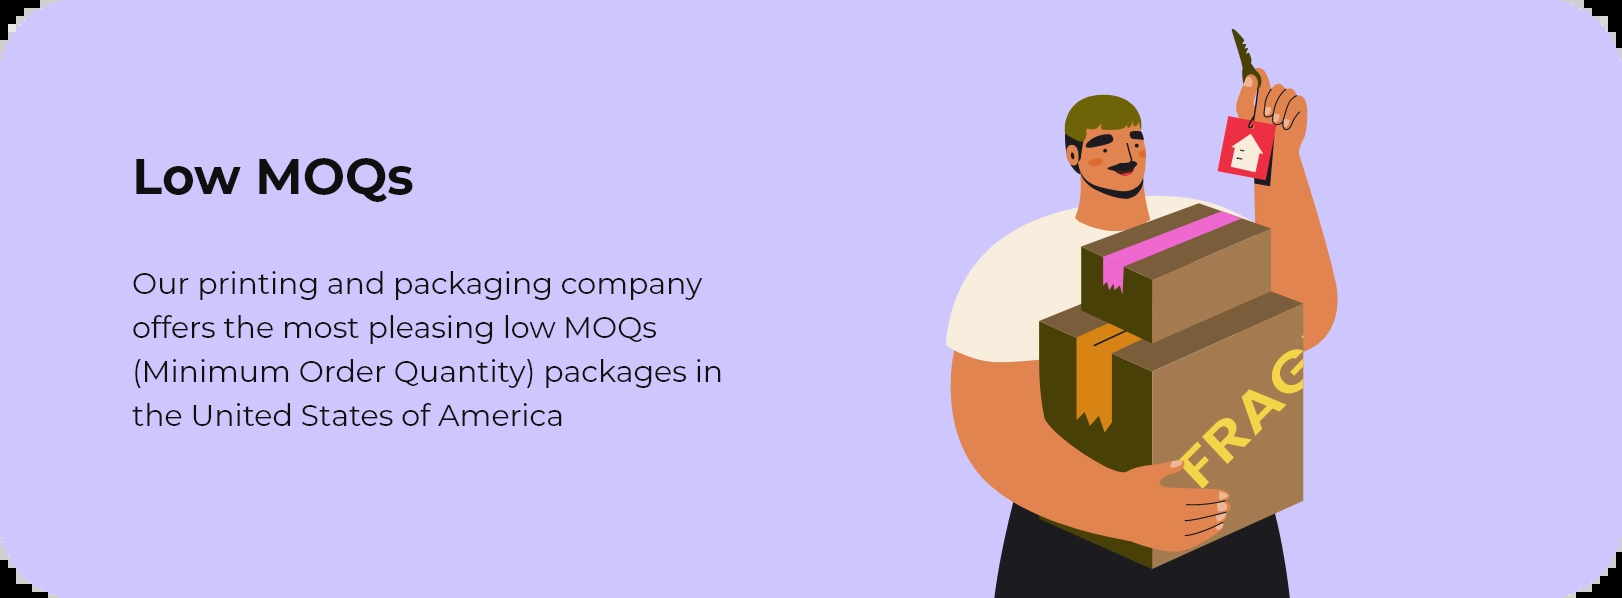 Low MOQs
Our printing and packaging company
offers the most pleasing low MOQs
(Minimum Order Quantity) packages in
the United States of America
FRAG